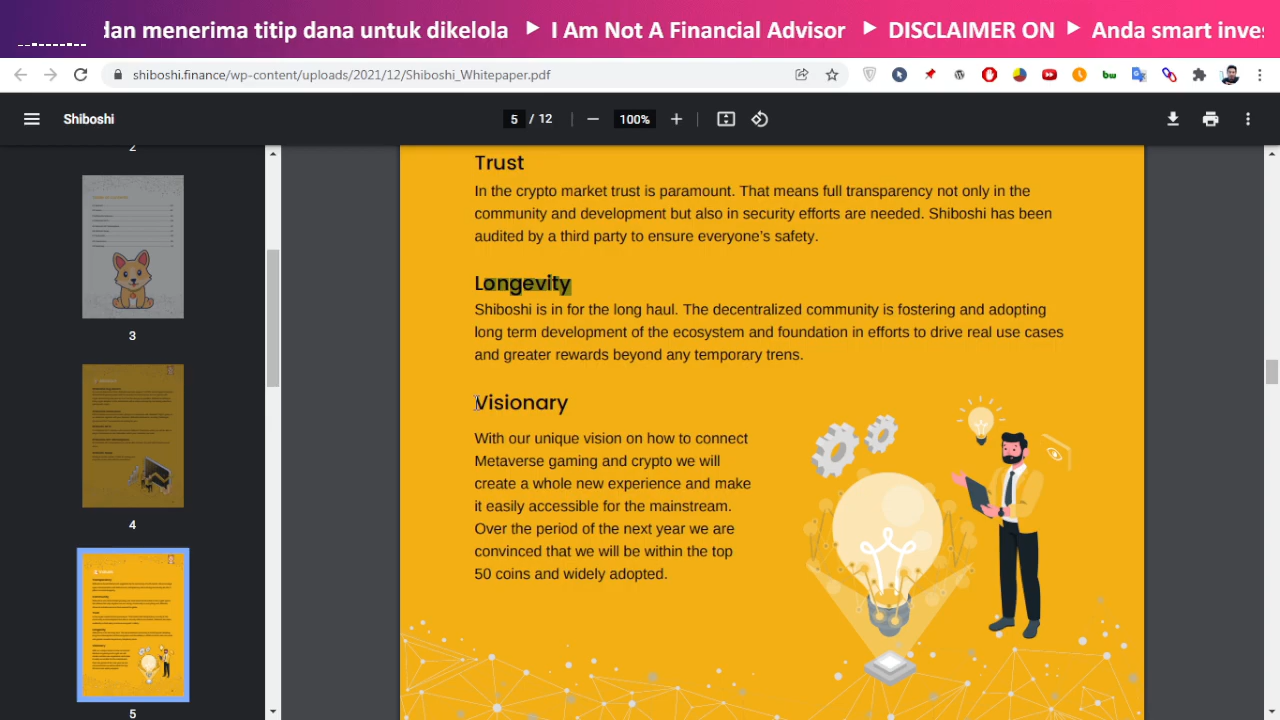 dan menerima titip dana untuk dikelola ▶ I Am Not A Financial Advisor ▶ DISCLAIMER ON ▶ Anda smart inves
shiboshi.finance/wp-content/uploads/2021/12/Shiboshi_Whitepaper.pdf
Shiboshi
5 / 12
100%
2
3
4
5
Trust
In the crypto market trust is paramount. That means full transparency not only in the
community and development but also in security efforts are needed. Shiboshi has been
audited by a third party to ensure everyone’s safety.
Longevity
Shiboshi is in for the long haul. The decentralized community is fostering and adopting
long term development of the ecosystem and foundation in efforts to drive real use cases
and greater rewards beyond any temporary trens.
Visionary
With our unique vision on how to connect
Metaverse gaming and crypto we will
create a whole new experience and make
it easily accessible for the mainstream.
Over the period of the next year we are
convinced that we will be within the top
50 coins and widely adopted.